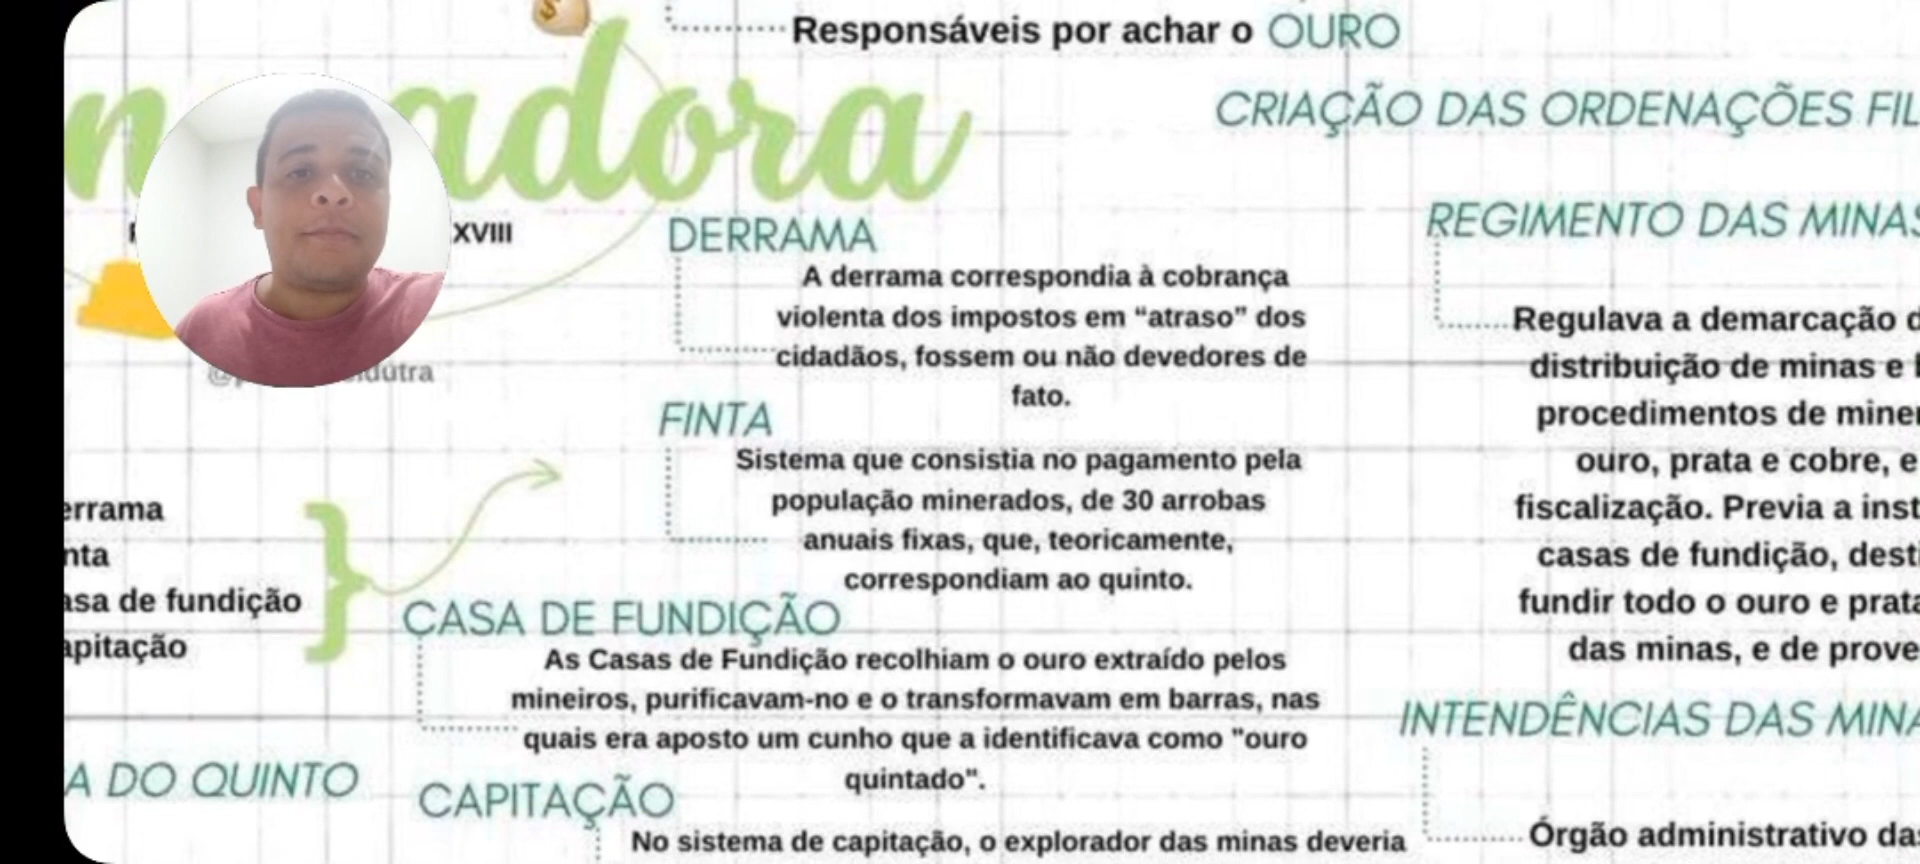 Responsáveis por achar o OURO
adora
XVIII
CRIAÇÃO DAS ORDENAÇÕES FIL
DERRAMA
A derrama correspondia à cobrança
violenta dos impostos em “atraso” dos
cidadãos, fossem ou não devedores de
fato.
FINTA
Sistema que consistia no pagamento pela
população minerados, de 30 arrobas
anuais fixas, que, teoricamente,
correspondiam ao quinto.
errama
nta
asa de fundição
apitação
CASA DE FUNDIÇÃO
As Casas de Fundição recolhiam o ouro extraído pelos
mineiros, purificavam-no e o transformavam em barras, nas
quais era aposto um cunho que a identificava como "ouro
quintado".
A DO QUINTO
CAPITAÇÃO
No sistema de capitação, o explorador das minas deveria
REGIMENTO DAS MINAS
Regulava a demarcação d
distribuição de minas e
procedimentos de miner
ouro, prata e cobre, e
fiscalização. Previa a inst
casas de fundição, desti
fundir todo o ouro e prata
das minas, e de prove
INTENDÊNCIAS DAS MINA
Órgão administrativo das